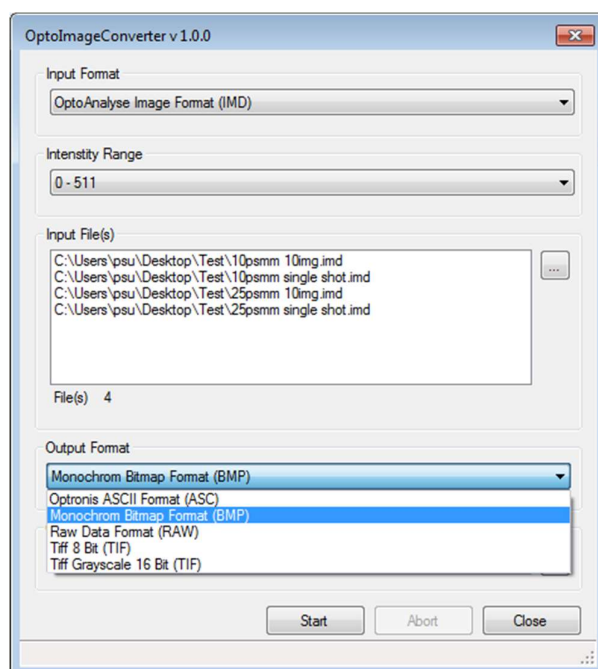 OptoImageConverter v 1.0.0
Input Format
OptoAnalyse Image Format (IMD)
Intenstity Range
0 - 511
Input File(s)
C:\Users\psu\Desktop\Test\10psmm 10img.imd
C:\Users\psu\Desktop\Test\10psmm single shot.imd
C:\Users\psu\Desktop\Test\25psmm 10img.imd
C:\Users\psu\Desktop\Test\25psmm single shot.imd
...
File(s) 4
Output Format
Monochrom Bitmap Format (BMP)
Optronis ASCII Format (ASC)
Monochrom Bitmap Format (BMP)
Raw Data Format (RAW)
Tiff 8 Bit (TIF)
Tiff Grayscale 16 Bit (TIF)
Start Abort Close